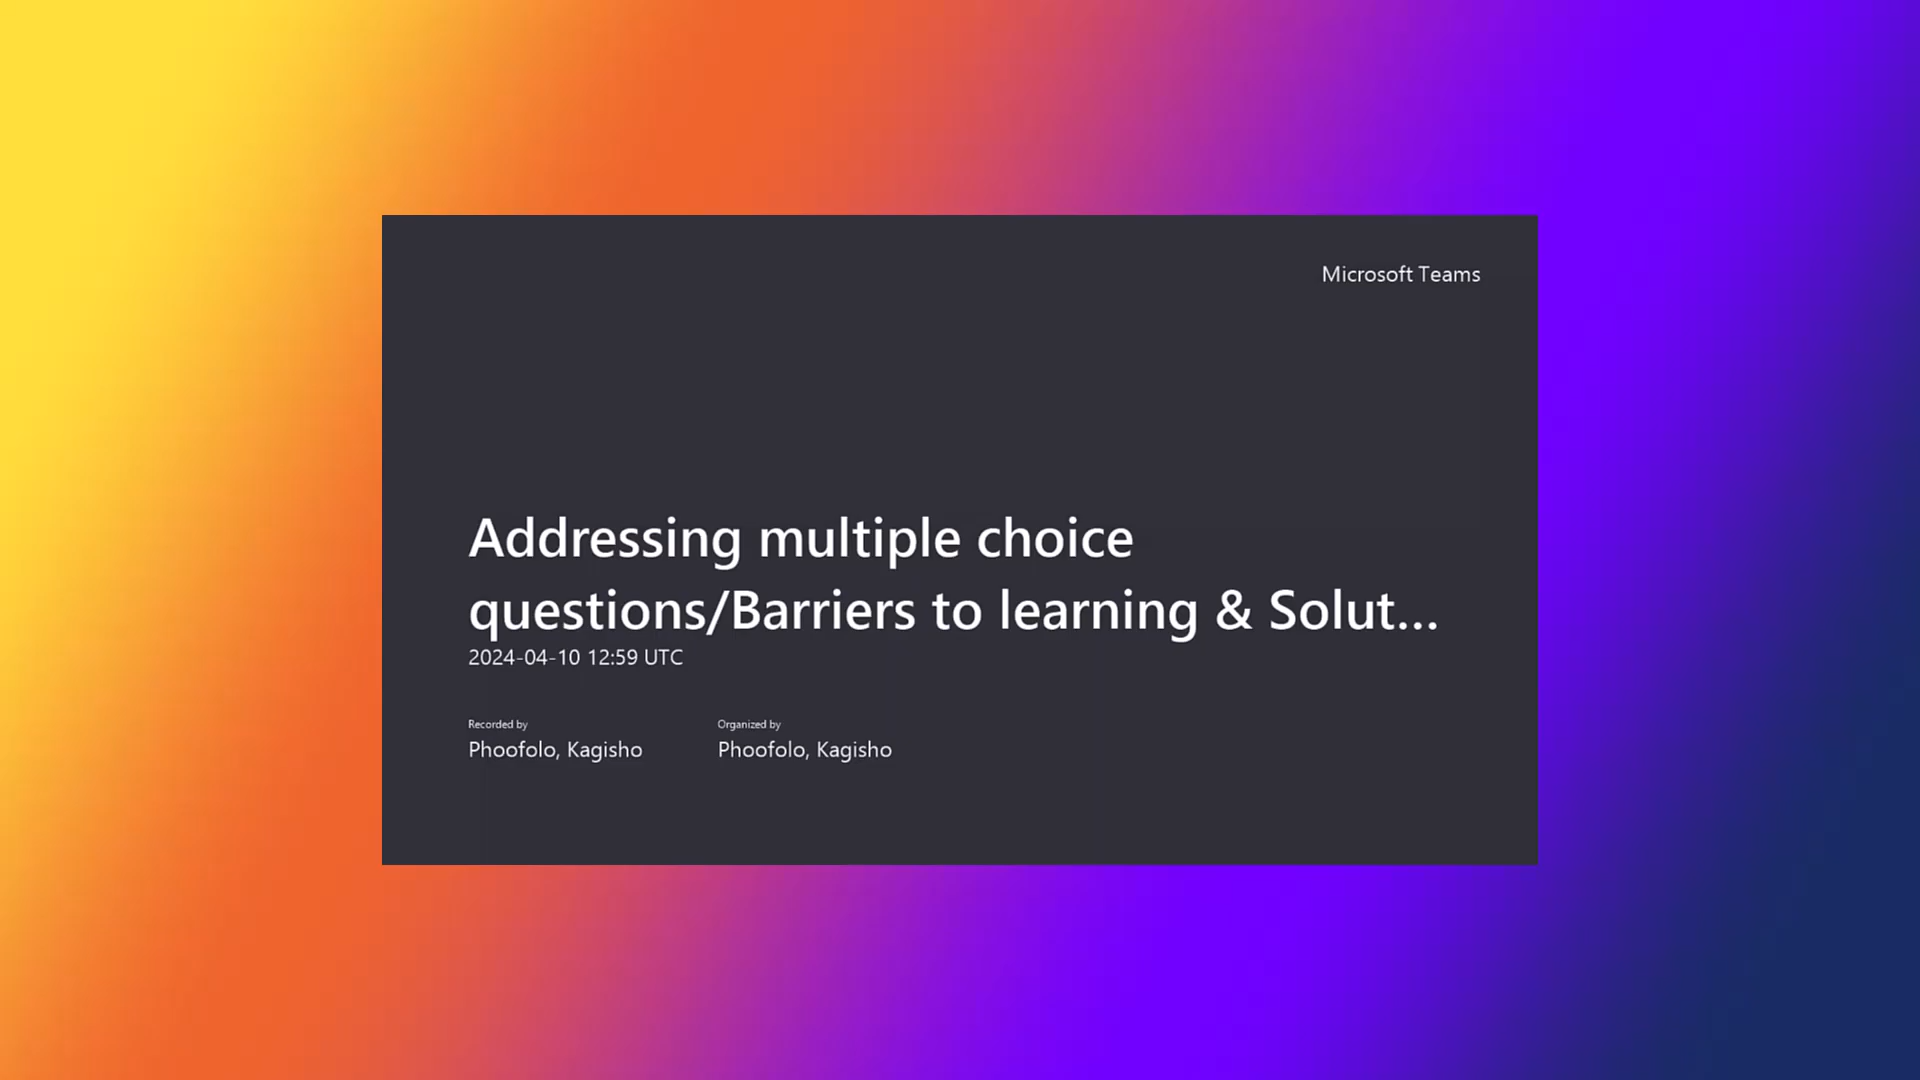 Microsoft Teams
Addressing multiple choice
questions/Barriers to learning & Solut...
2024-04-10 12:59 UTC
Recorded by
Phoofolo, Kagisho
Organized by
Phoofolo, Kagisho